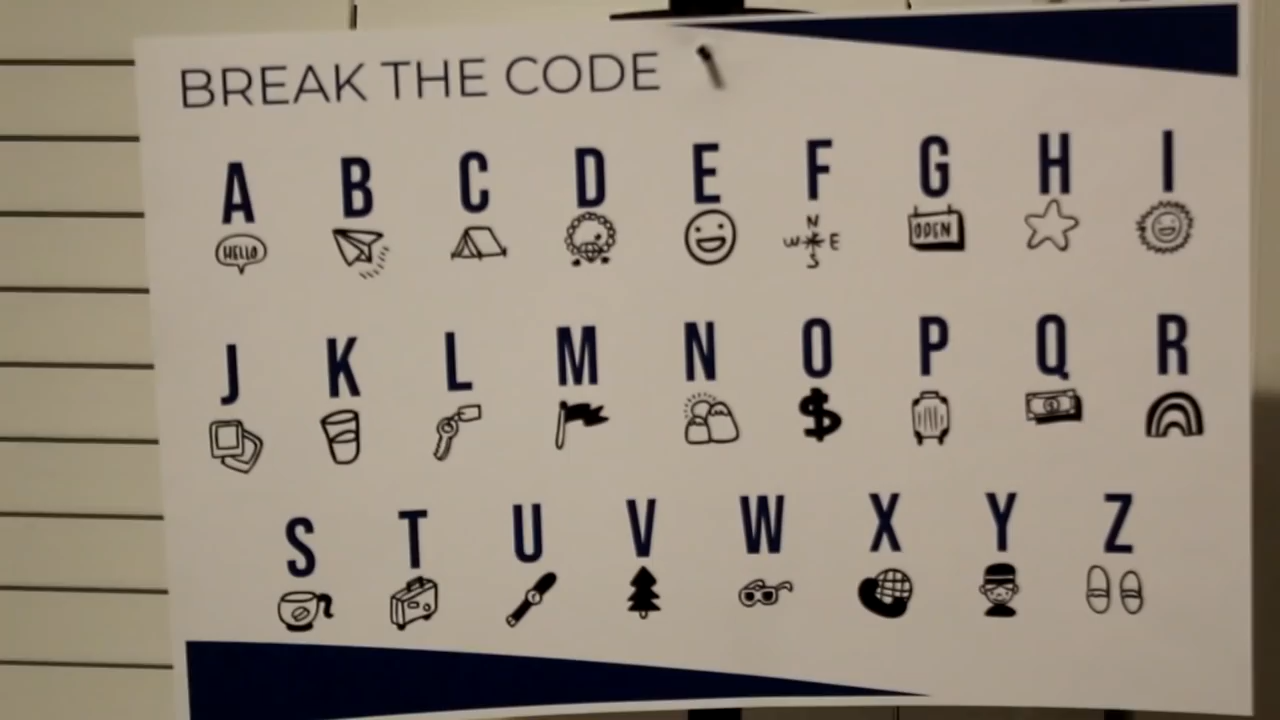 BREAK THE CODE
A B C D E F G H I
HELLO N W E OPEN
S
J K L M N O P Q R
$ $
S T U V W X Y Z